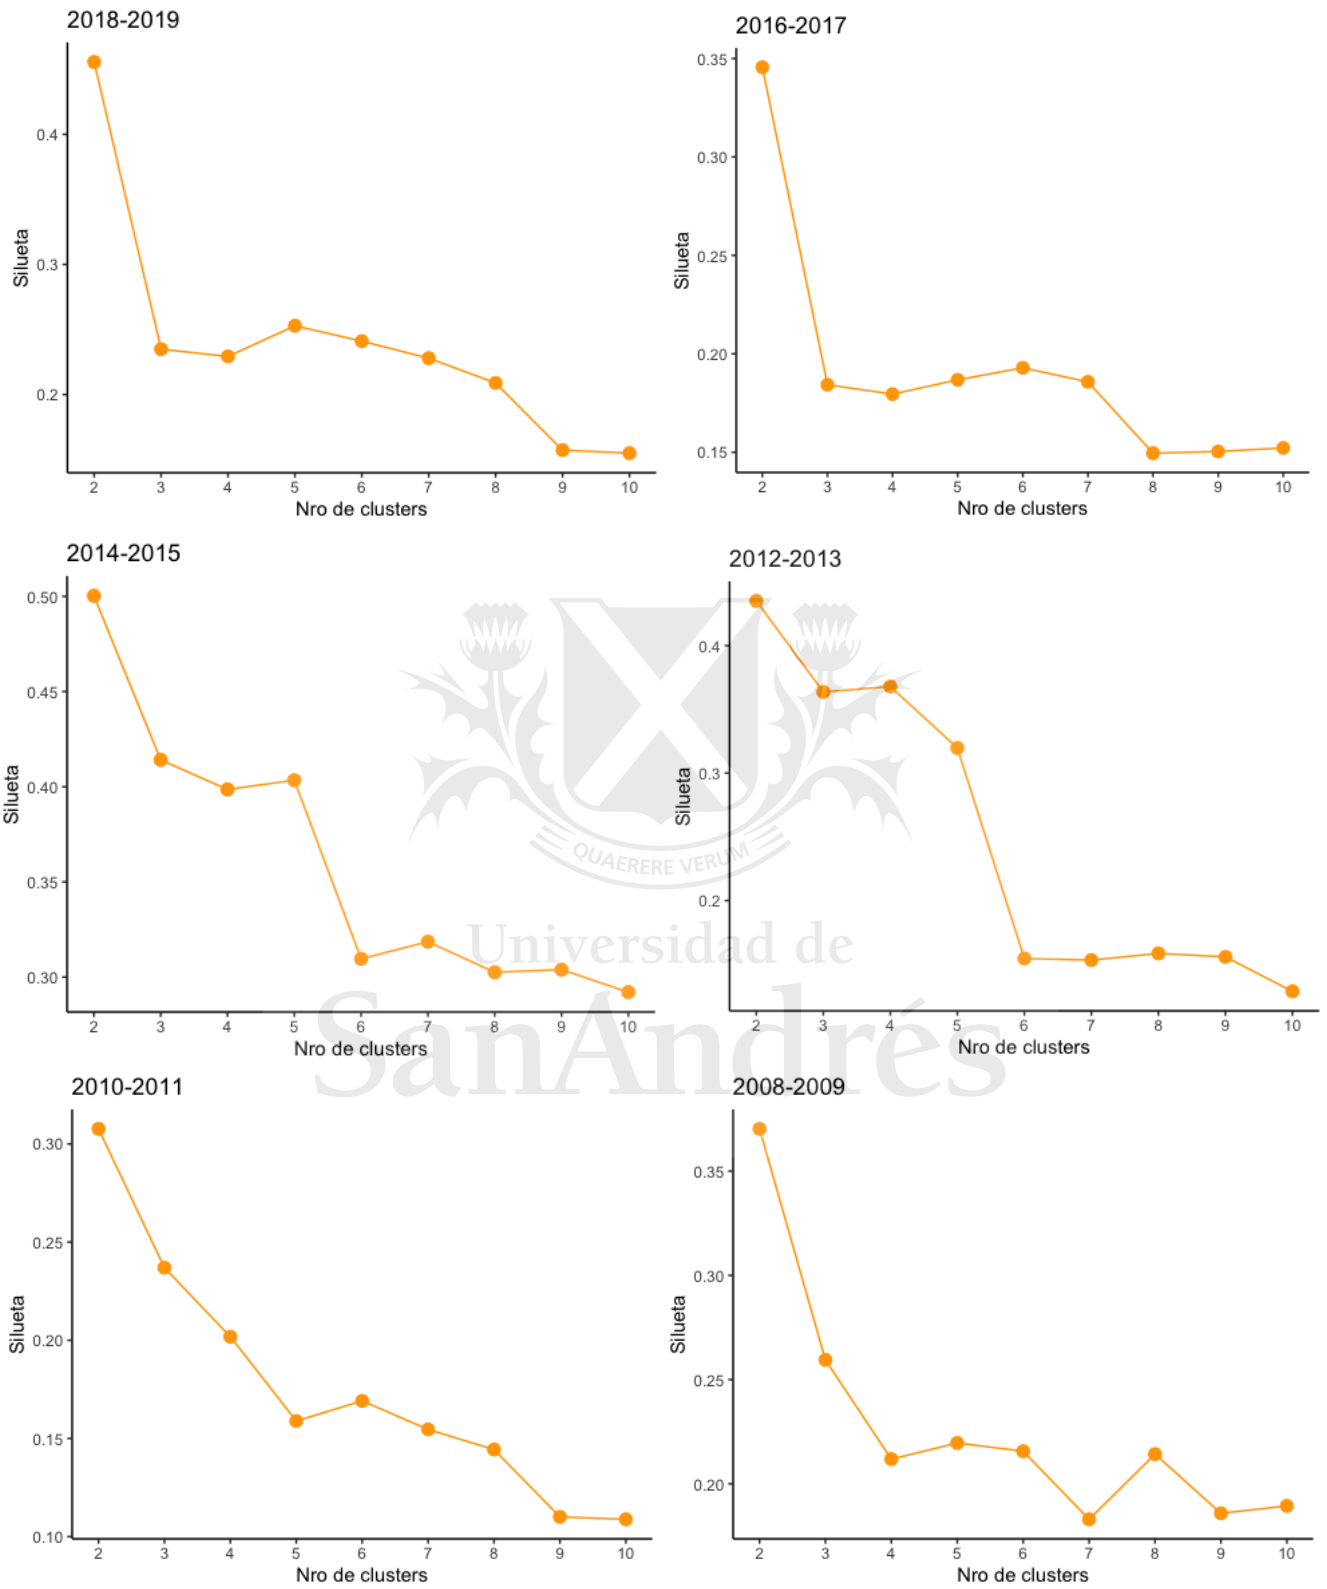 2018-2019
0.4
0.3
0.2
Silueta
2 3 4 5 6 7 8 9 10
Nro de clusters
2016-2017
0.35
0.30
0.25
0.20
0.15
Silueta
2 3 4 5 6 7 8 9 10
Nro de clusters
2014-2015
0.50
0.45
0.40
0.35
0.30
Silueta
2 3 4 5 6 7 8 9 10
Nro de clusters
2012-2013
0.4
0.3
0.2
Silueta
2 3 4 5 6 7 8 9 10
Nro de clusters
QUAERERE VERUM
Universidad de
SanAndrés
2010-2011
0.30
0.25
0.20
0.15
0.10
Silueta
2 3 4 5 6 7 8 9 10
Nro de clusters
2008-2009
0.35
0.30
0.25
0.20
Silueta
2 3 4 5 6 7 8 9 10
Nro de clusters